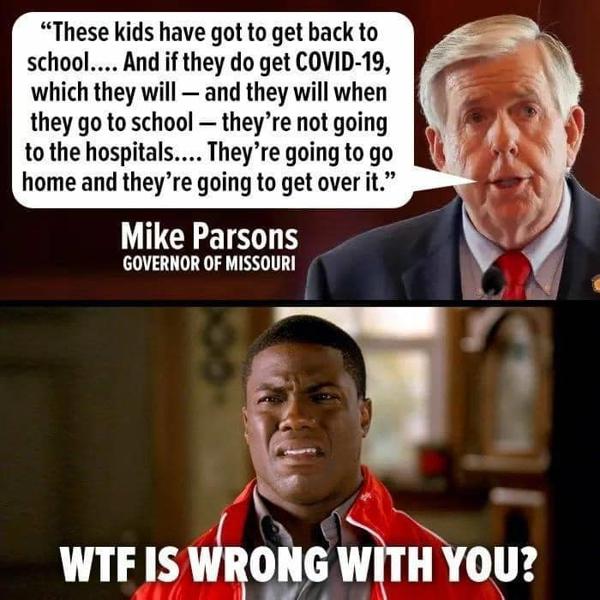 “These kids have got to get back to
school.... And if they do get COVID-19,
which they will — and they will when
they go to school — they’re not going
to the hospitals.... They’re going to go
home and they’re going to get over it.”
Mike Parsons
GOVERNOR OF MISSOURI
WTF IS WRONG WITH YOU?